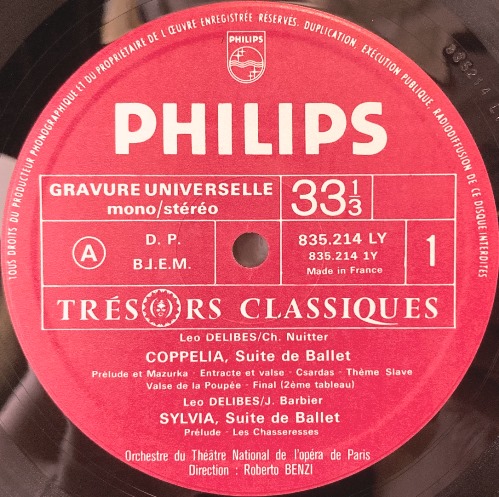 TOUS DROITS DU PRODUCTEUR PHONOGRAPHIQUE ET DU PROPRIETAIRE DE L'ŒUVRE ENREGISTRÉE RÉSERVÉS. DUPLICATION, EXÉCUTION PUBLIQUE, RADIODIFFUSION DE CE DISQUE INTERDITES
PHILIPS
PHILIPS
GRAVURE UNIVERSELLE
mono/stéréo
33 1/3
A
D. P.
B.I.E.M.
835.214 LY
835.214 1Y
Made in France
1
TRÉSORS CLASSIQUES
Leo DELIBES/Ch. Nuitter
COPPELIA, Suite de Ballet
Prélude et Mazurka · Entracte et valse · Csardas · Thème Slave
Valse de la Poupée · Final (2ème tableau)
Leo DELIBES/J. Barbier
SYLVIA, Suite de Ballet
Prélude · Les Chasseresses
Orchestre du Théâtre National de l'opéra de Paris
Direction : Roberto BENZI